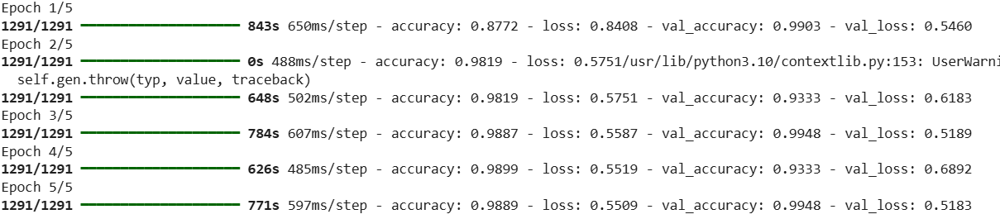 Epoch 1/5
1291/1291 ━━━━━━━━━━━━━━━━━━━━ 843s 650ms/step - accuracy: 0.8772 - loss: 0.8408 - val_accuracy: 0.9903 - val_loss: 0.5460
Epoch 2/5
1291/1291 ━━━━━━━━━━━━━━━━━━━━ 0s 488ms/step - accuracy: 0.9819 - loss: 0.5751/usr/lib/python3.10/contextlib.py:153: UserWarni
  self.gen.throw(typ, value, traceback)
1291/1291 ━━━━━━━━━━━━━━━━━━━━ 648s 502ms/step - accuracy: 0.9819 - loss: 0.5751 - val_accuracy: 0.9333 - val_loss: 0.6183
Epoch 3/5
1291/1291 ━━━━━━━━━━━━━━━━━━━━ 784s 607ms/step - accuracy: 0.9887 - loss: 0.5587 - val_accuracy: 0.9948 - val_loss: 0.5189
Epoch 4/5
1291/1291 ━━━━━━━━━━━━━━━━━━━━ 626s 485ms/step - accuracy: 0.9899 - loss: 0.5519 - val_accuracy: 0.9333 - val_loss: 0.6892
Epoch 5/5
1291/1291 ━━━━━━━━━━━━━━━━━━━━ 771s 597ms/step - accuracy: 0.9889 - loss: 0.5509 - val_accuracy: 0.9948 - val_loss: 0.5183